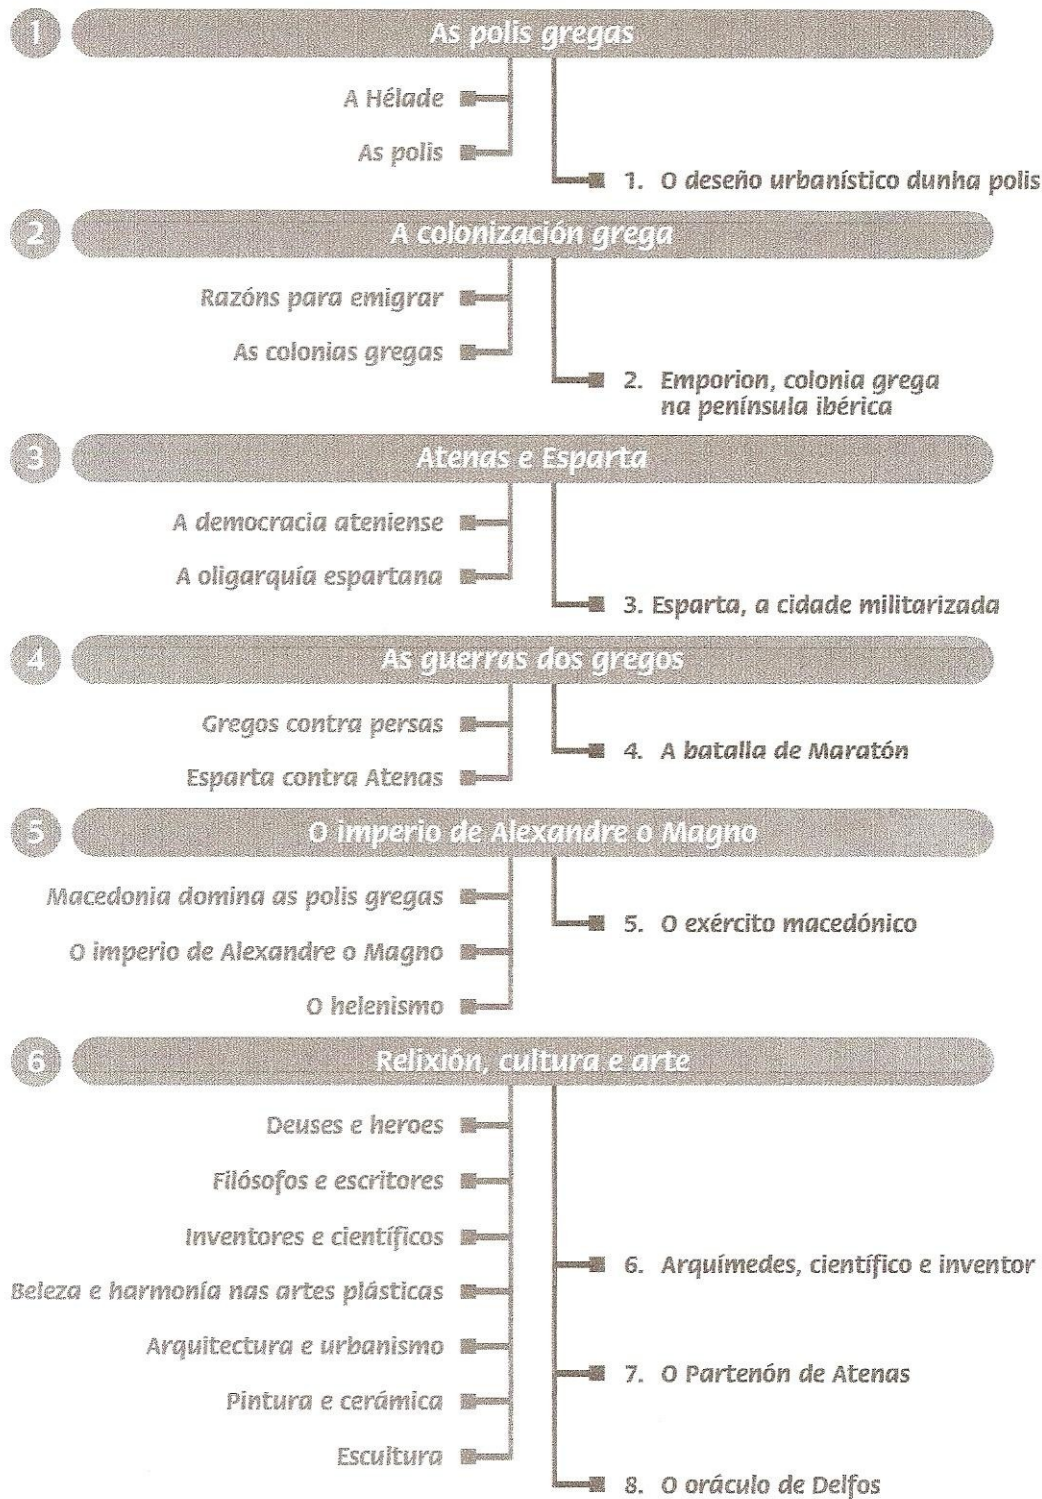 1 As polis gregas
A Hélade
As polis
1. O deseño urbanístico dunha polis
2 A colonización grega
Razóns para emigrar
As colonias gregas
2. Emporion, colonia grega
na península ibérica
3 Atenas e Esparta
A democracia ateniense
A oligarquía espartana
3. Esparta, a cidade militarizada
4 As guerras dos gregos
Gregos contra persas
4. A batalla de Maratón
Esparta contra Atenas
5 O imperio de Alexandre o Magno
Macedonia domina as polis gregas
5. O exército macedónico
O imperio de Alexandre o Magno
O helenismo
6 Relixión, cultura e arte
Deuses e heroes
Filósofos e escritores
Inventores e científicos
6. Arquímedes, científico e inventor
Beleza e harmonía nas artes plásticas
Arquitectura e urbanismo
7. O Partenón de Atenas
Pintura e cerámica
Escultura
8. O oráculo de Delfos